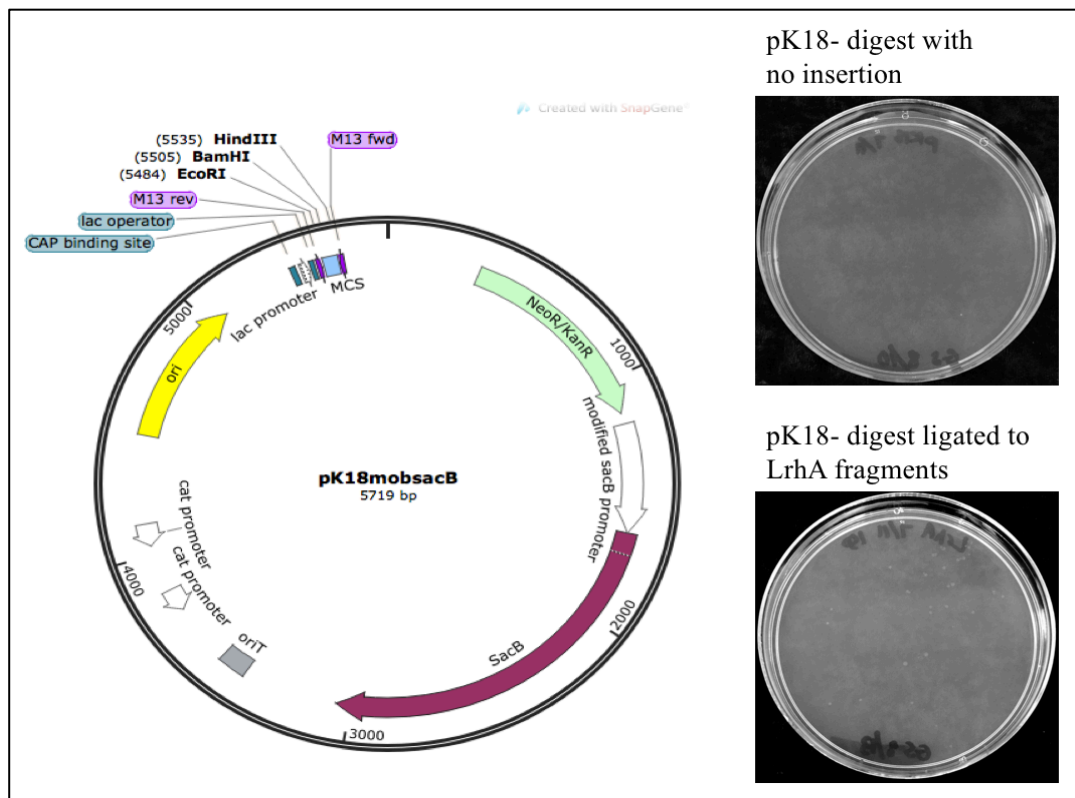 Created with SnapGene®
(5535) HindIII
(5505) BamHI
(5484) EcoRI
M13 fwd
M13 rev
lac operator
CAP binding site
lac promoter
MCS
NeoR/KanR
1000
modified sacB promoter
2000
SacB
3000
oriT
cat promoter
cat promoter
4000
ori
5000
pK18mobsacB
5719 bp
pK18- digest with
no insertion
pK18- digest ligated to
LrhA fragments